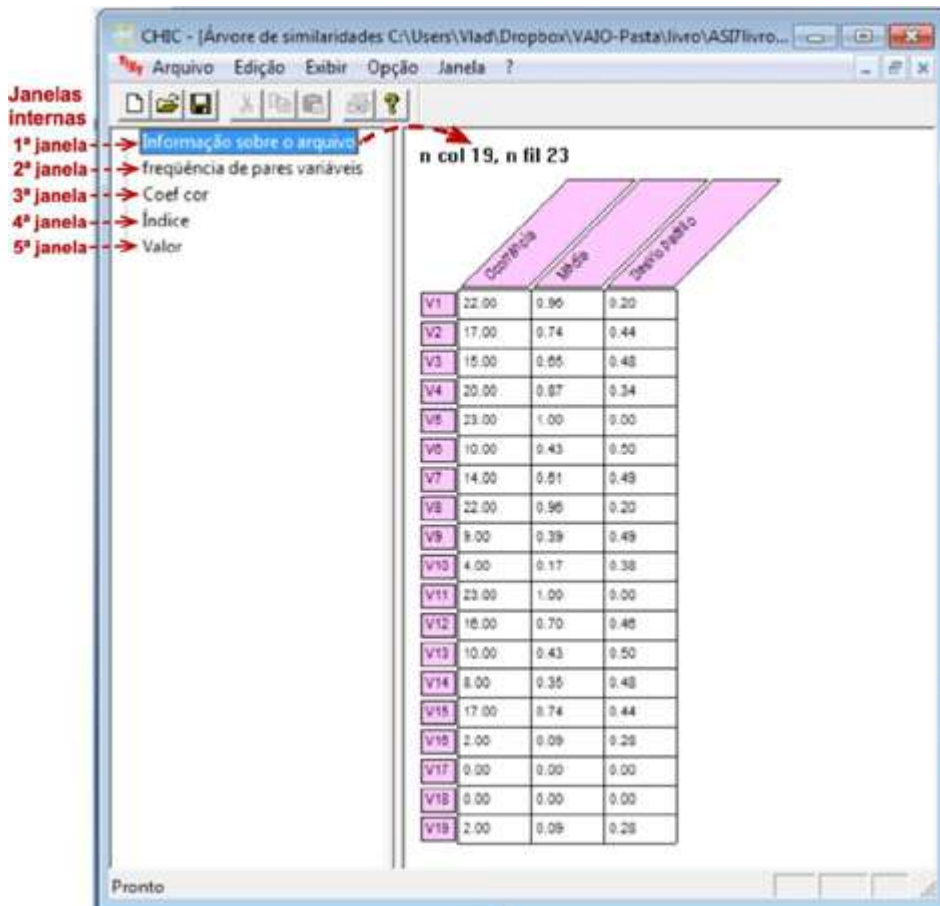 CHIC - [Árvore de similaridades C:\Users\Vlad\Dropbox\VAIO-Pasta\livro\ASI7livro...
Arquivo Edição Exibir Opção Janela ?
Janelas
internas
1ª janela
2ª janela
3ª janela
4ª janela
5ª janela
Informação sobre o arquivo
freqüência de pares variáveis
Coef cor
Índice
Valor
n col 19, n fil 23
Ocorrência Média Desvio Padrão
V1 22.00 0.96 0.20
V2 17.00 0.74 0.44
V3 15.00 0.65 0.48
V4 20.00 0.87 0.34
V5 23.00 1.00 0.00
V6 10.00 0.43 0.50
V7 14.00 0.61 0.49
V8 22.00 0.96 0.20
V9 9.00 0.39 0.49
V10 4.00 0.17 0.38
V11 23.00 1.00 0.00
V12 16.00 0.70 0.46
V13 10.00 0.43 0.50
V14 8.00 0.35 0.48
V15 17.00 0.74 0.44
V16 2.00 0.09 0.28
V17 0.00 0.00 0.00
V18 0.00 0.00 0.00
V19 2.00 0.09 0.28
Pronto